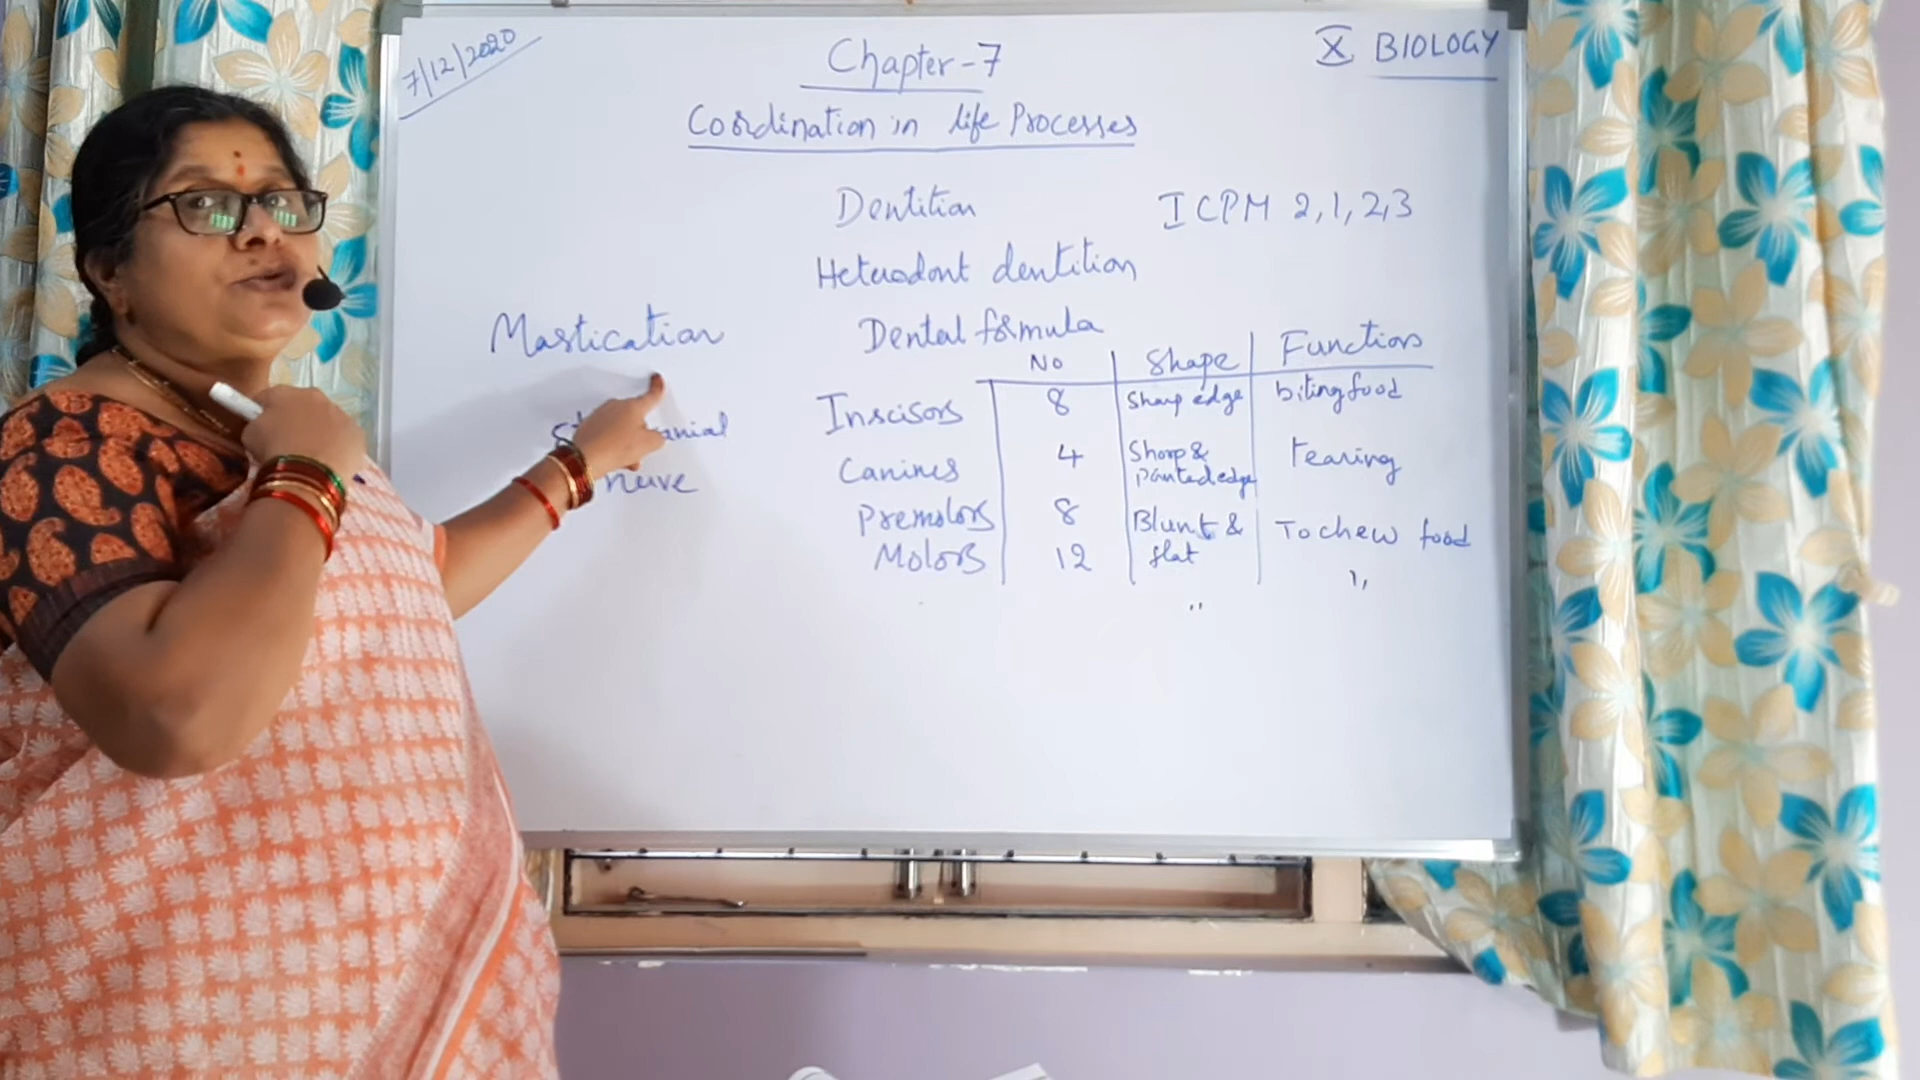 7/12/2020
Chapter-7
X BIOLOGY
Coordination in life Processes
Dentition
ICPM 2,1,2,3
Heterodont dentition
Mastication
Dental formula
No Shape Functions
Inscisors 8 Sharp edge biting food
Canines 4 Sharp & pointed edge Tearing
Premolors 8 Blunt & flat To chew food
Molors 12 " "
nerve